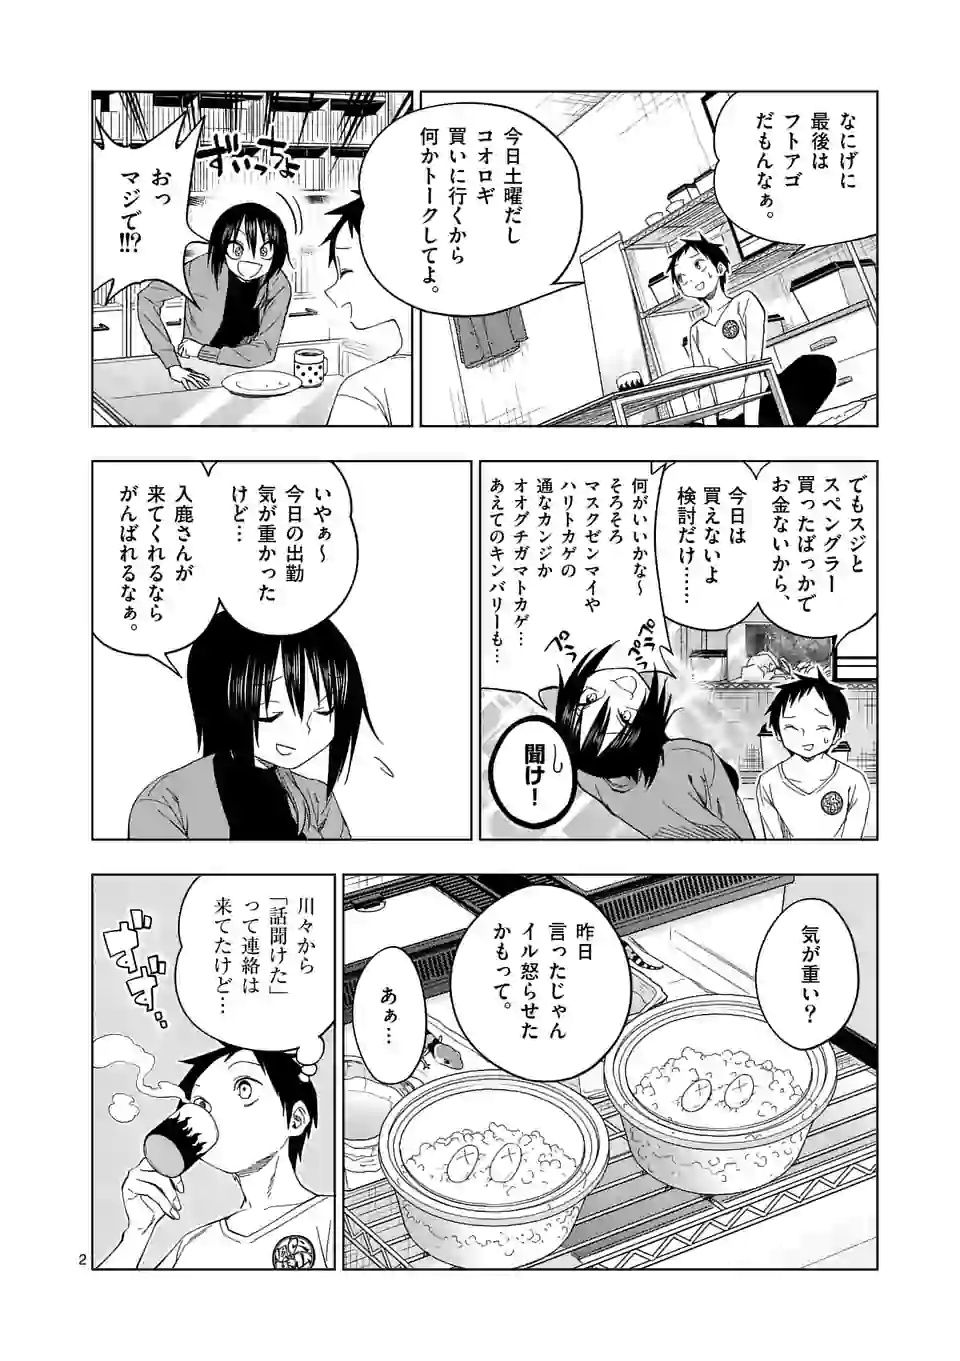 なにげに
最後は
フトアゴ
だもんなぁ。
今日土曜だし
コオロギ
買いに行くから
何かトークしてよ。
ずいっちょ
おっ
マジで!!?
でもスジと
スペングラー
買ったばっかで
お金ないから、
今日は
買えないよ
検討だけ……
何がいいかな〜
そろそろ
マスクゼンマイや
ハリトカゲの
通なカンジか
オオグチガマトカゲ…
あえてのキンバリーも…
ブツブツ
聞け!
いやぁ〜
今日の出勤
気が重かった
けど…
入鹿さんが
来てくれるなら
がんばれるなぁ。
気が重い?
昨日
言ったじゃん
イル怒らせた
かもって。
あぁ…
川々から
「話聞けた」
って連絡は
来てたけど…
ずずず…
2